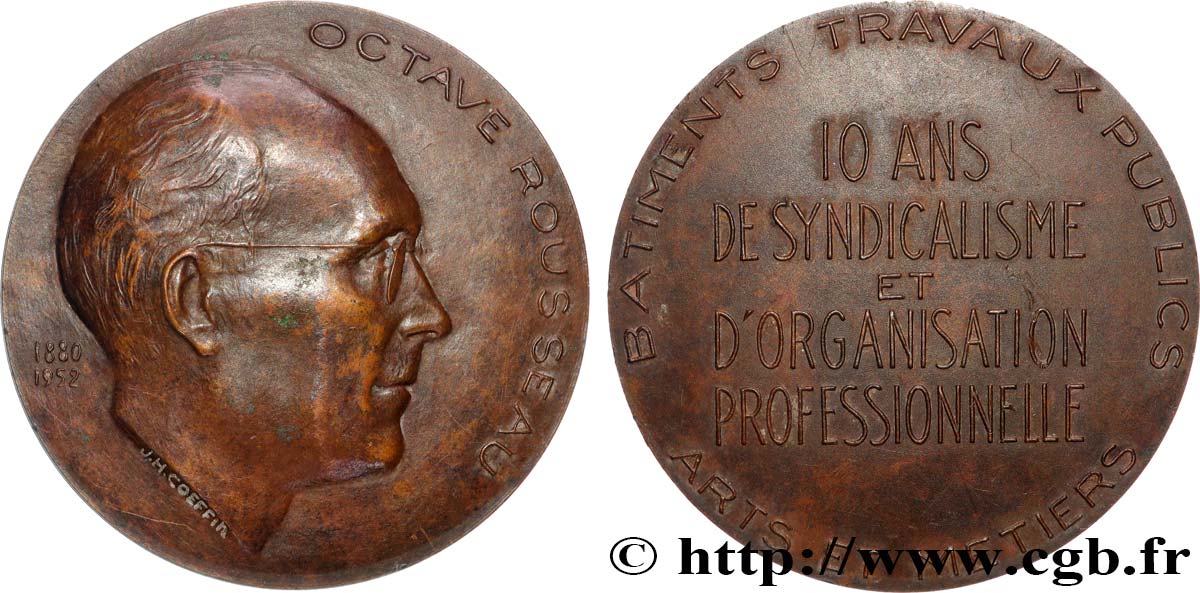 OCTAVE ROUSSEAU
1880
1952
J.H.COEFFIN
BATIMENTS TRAVAUX PUBLICS
10 ANS
DE SYNDICALISME
ET
D'ORGANISATION
PROFESSIONNELLE
ARTS ET METIERS
© http://www.cgb.fr